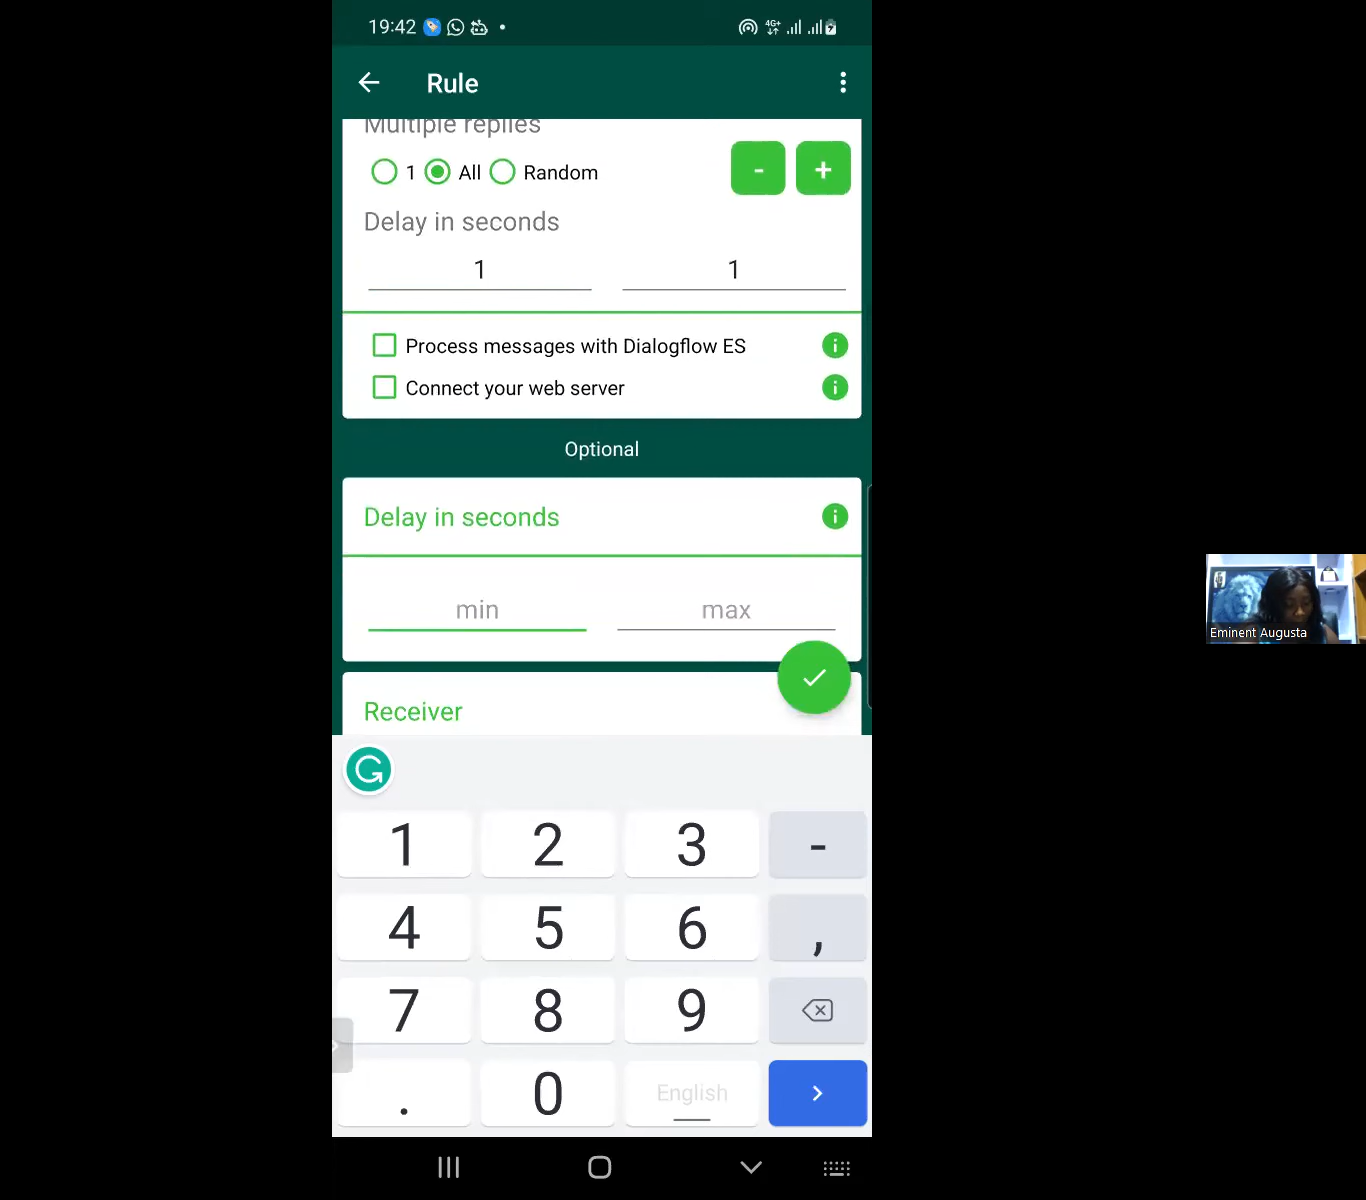 19:42
4G+
Rule
Multiple replies
1 All Random - +
Delay in seconds
1 1
Process messages with Dialogflow ES i
Connect your web server i
Optional
Delay in seconds i
min max
Receiver
Eminent Augusta
1 2 3 -
4 5 6 ,
7 8 9
. 0 English